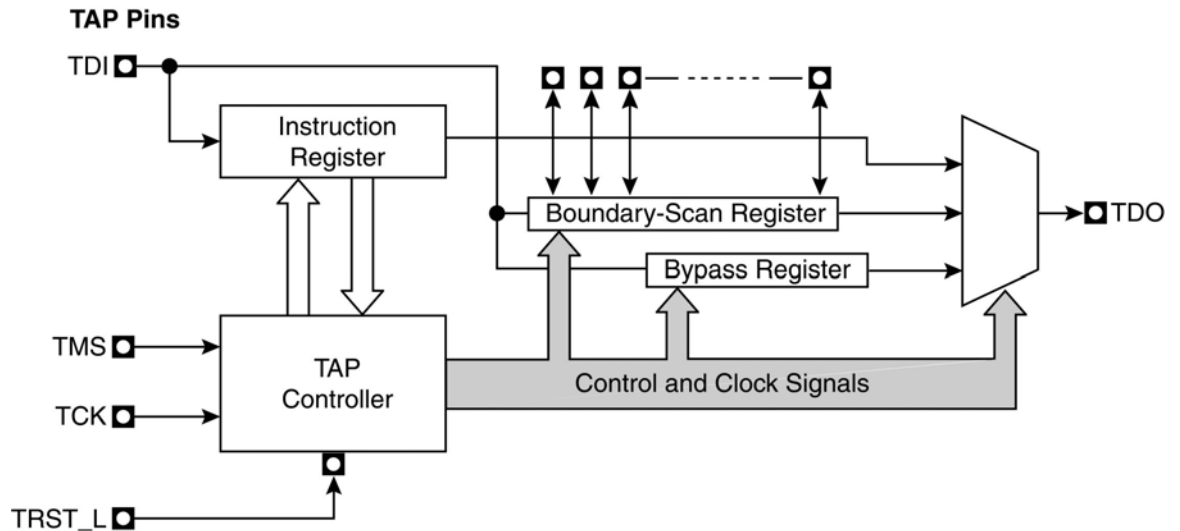 TAP Pins
TDI
Instruction
Register
Boundary-Scan Register
TDO
Bypass Register
TMS
TAP
Controller
Control and Clock Signals
TCK
TRST_L